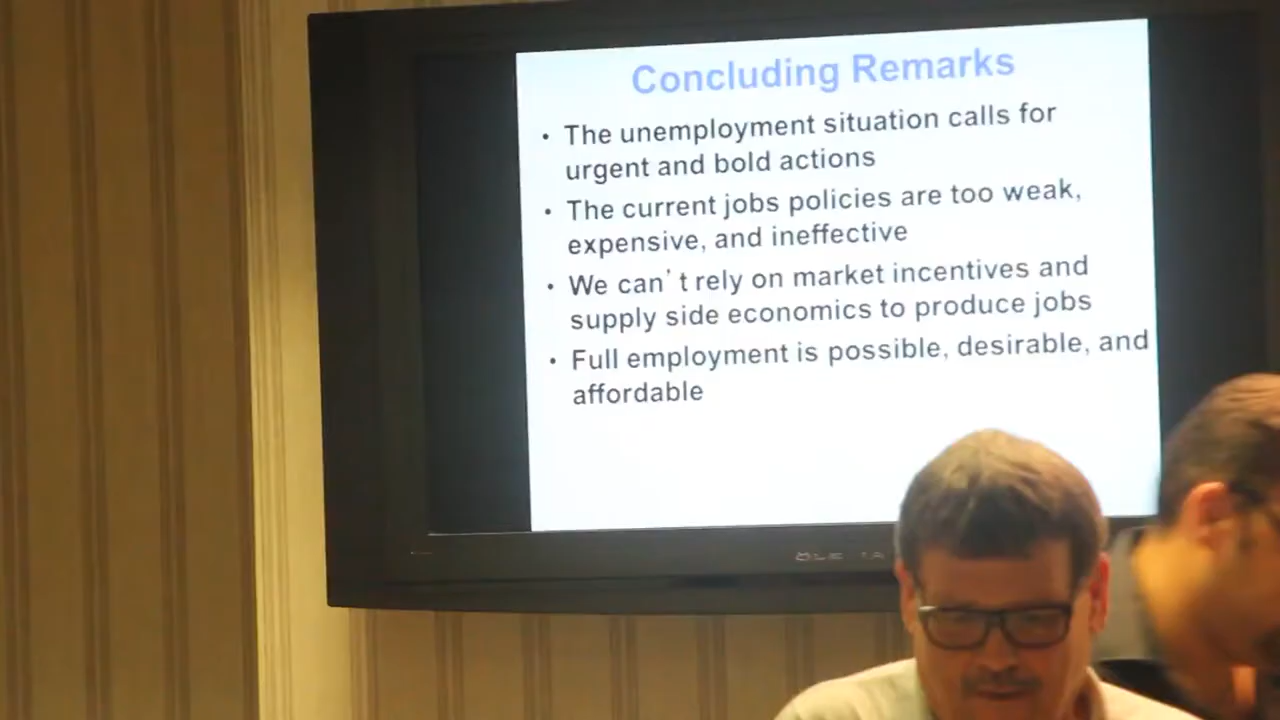 Concluding Remarks
• The unemployment situation calls for
urgent and bold actions
• The current jobs policies are too weak,
expensive, and ineffective
• We can’t rely on market incentives and
supply side economics to produce jobs
• Full employment is possible, desirable, and
affordable